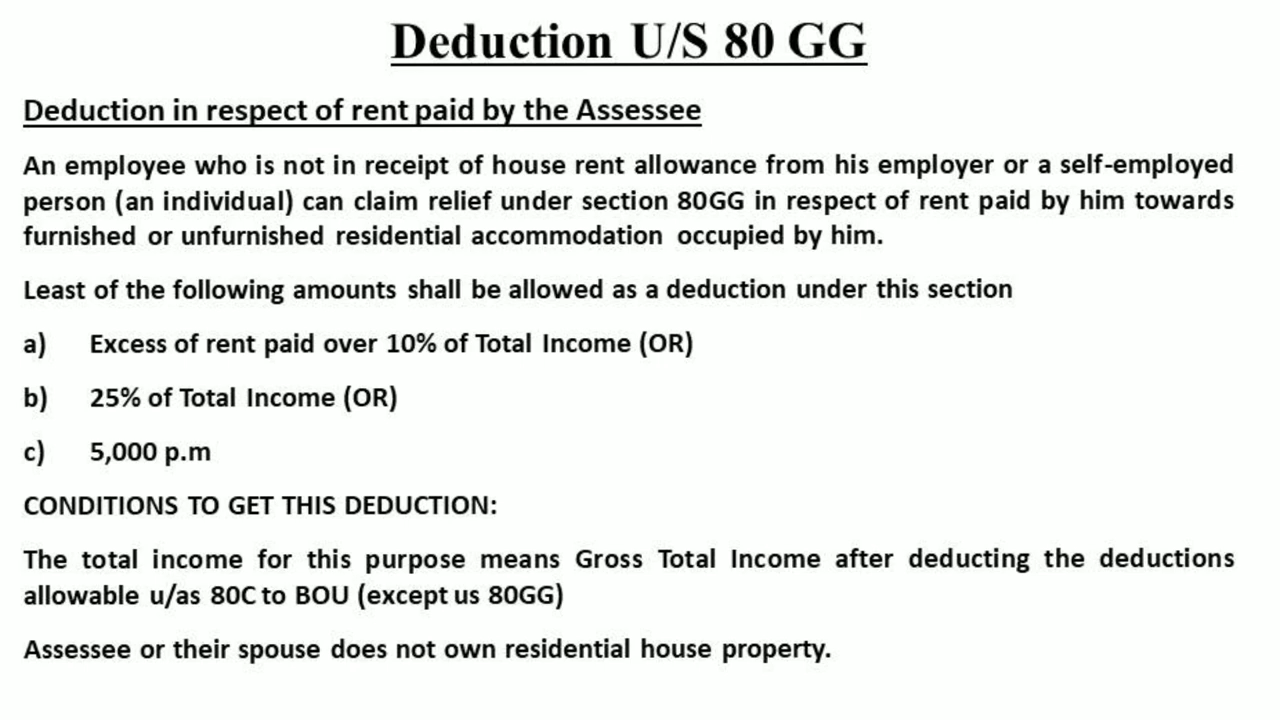 Deduction U/S 80 GG
Deduction in respect of rent paid by the Assessee
An employee who is not in receipt of house rent allowance from his employer or a self-employed
person (an individual) can claim relief under section 80GG in respect of rent paid by him towards
furnished or unfurnished residential accommodation occupied by him.
Least of the following amounts shall be allowed as a deduction under this section
a) Excess of rent paid over 10% of Total Income (OR)
b) 25% of Total Income (OR)
c) 5,000 p.m
CONDITIONS TO GET THIS DEDUCTION:
The total income for this purpose means Gross Total Income after deducting the deductions
allowable u/as 80C to BOU (except us 80GG)
Assessee or their spouse does not own residential house property.